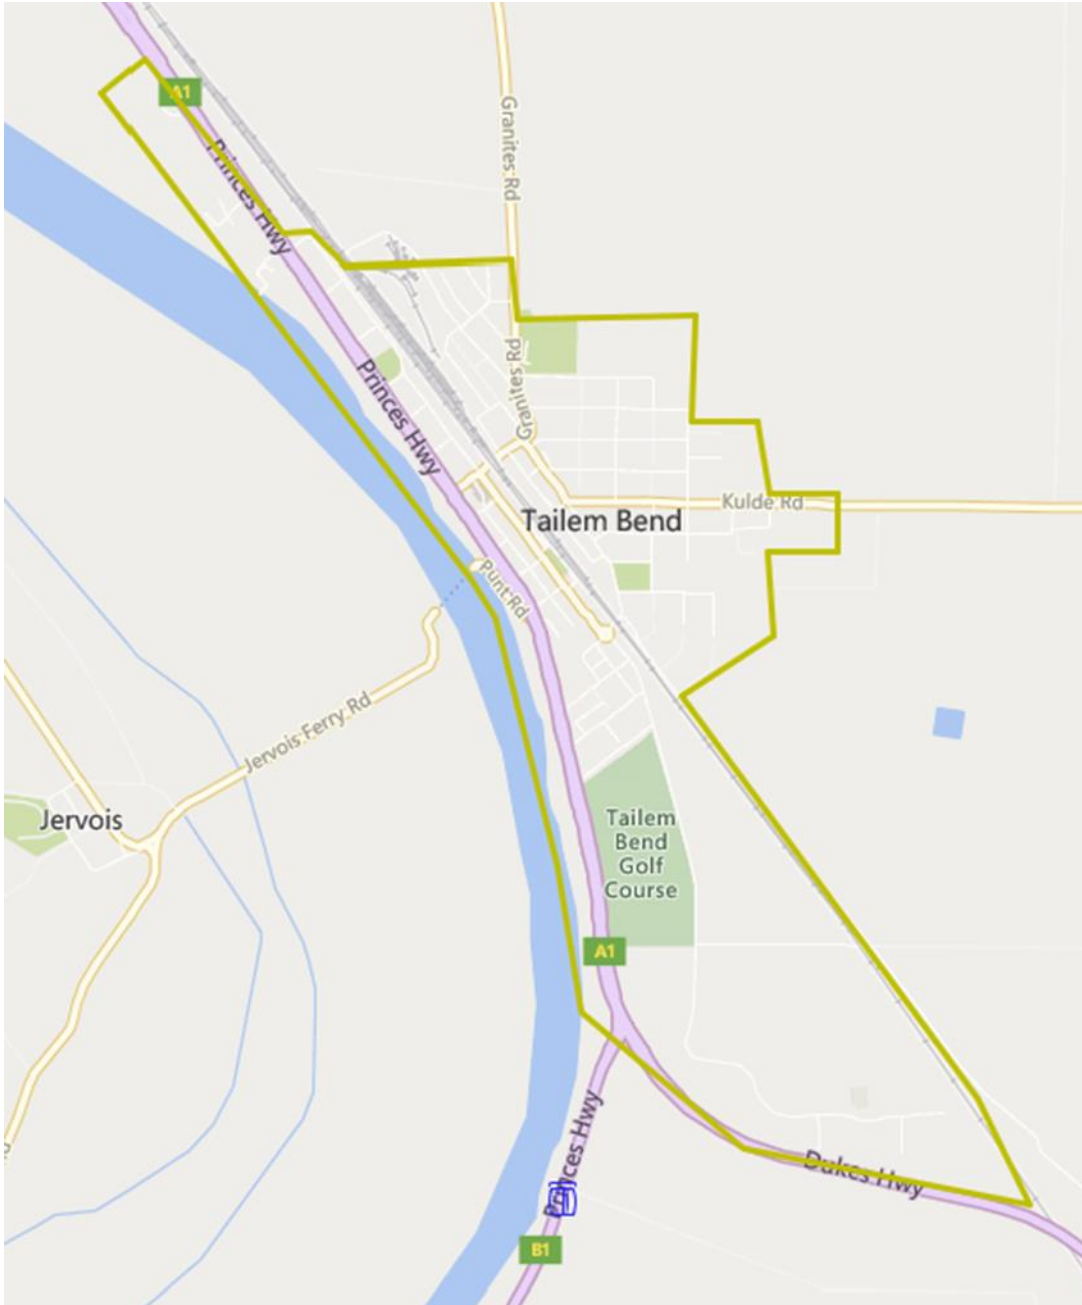 A1
Granites Rd
Princes Hwy
Granites Rd
Princes Hwy
Kulde Rd
Tailem Bend
Punt Rd
Jervois Ferry Rd
Jervois
Tailem
Bend
Golf
Course
A1
Princes Hwy
Dukes Hwy
B1